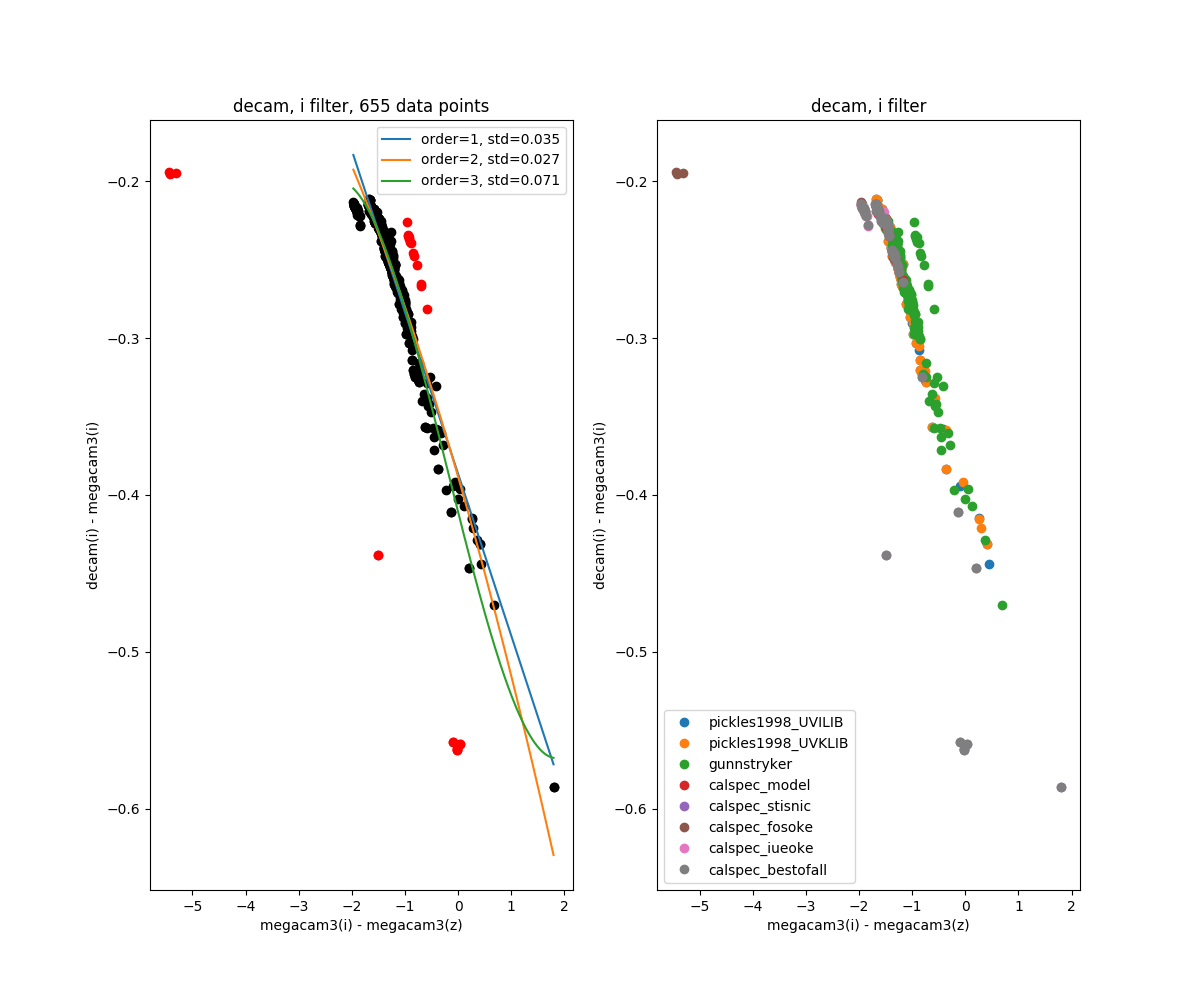 decam, i filter, 655 data points
order=1, std=0.035
order=2, std=0.027
order=3, std=0.071
−0.2
−0.3
−0.4
−0.5
−0.6
decam(i) - megacam3(i)
−5 −4 −3 −2 −1 0 1 2
megacam3(i) - megacam3(z)
decam, i filter
−0.2
−0.3
−0.4
−0.5
−0.6
decam(i) - megacam3(i)
pickles1998_UVILIB
pickles1998_UVKLIB
gunnstryker
calspec_model
calspec_stisnic
calspec_fosoke
calspec_iueoke
calspec_bestofall
−5 −4 −3 −2 −1 0 1 2
megacam3(i) - megacam3(z)